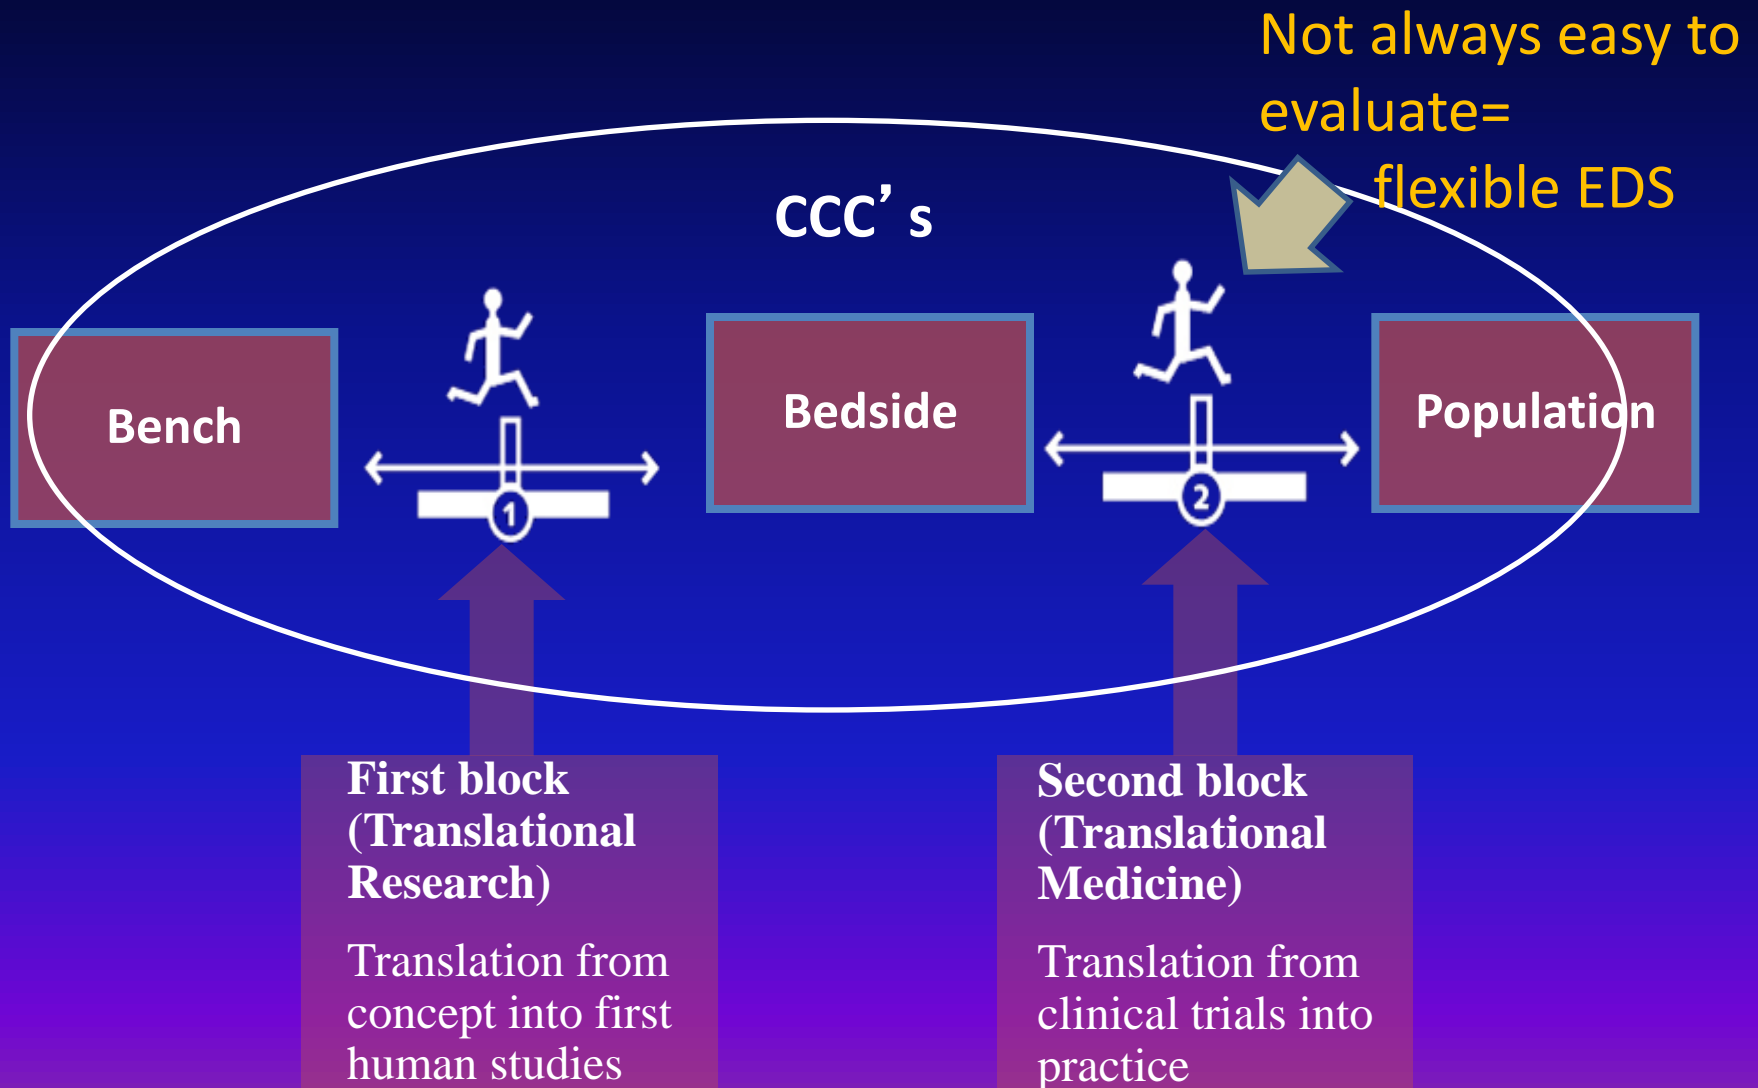 Not always easy to
evaluate=
flexible EDS
CCC’s
Bench
Bedside
Population
1
2
First block
(Translational
Research)
Translation from
concept into first
human studies
Second block
(Translational
Medicine)
Translation from
clinical trials into
practice